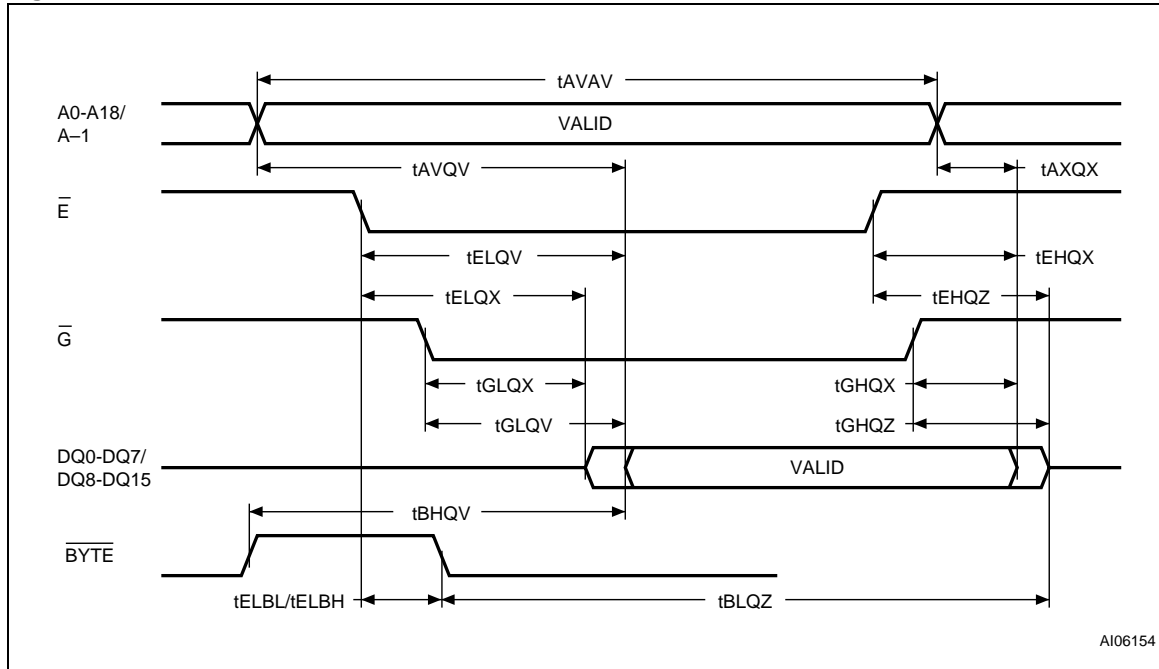 tAVAV
A0-A18/
A–1
VALID
tAVQV
tAXQX
E
tELQV
tEHQX
tELQX
tEHQZ
G
tGLQX
tGHQX
tGLQV
tGHQZ
DQ0-DQ7/
DQ8-DQ15
VALID
tBHQV
BYTE
tELBL/tELBH
tBLQZ
AI06154